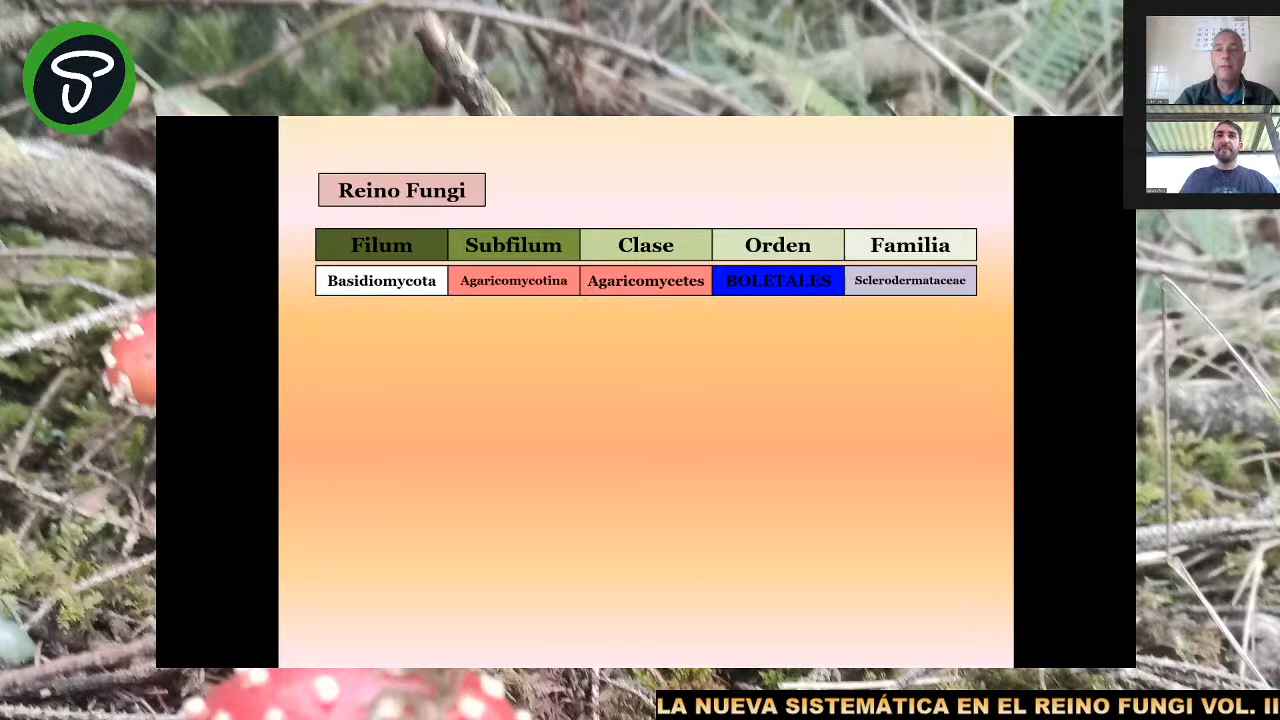 Reino Fungi
Filum Subfilum Clase Orden Familia
Basidiomycota Agaricomycotina Agaricomycetes BOLETALES Sclerodermataceae
LA NUEVA SISTEMÁTICA EN EL REINO FUNGI VOL. II